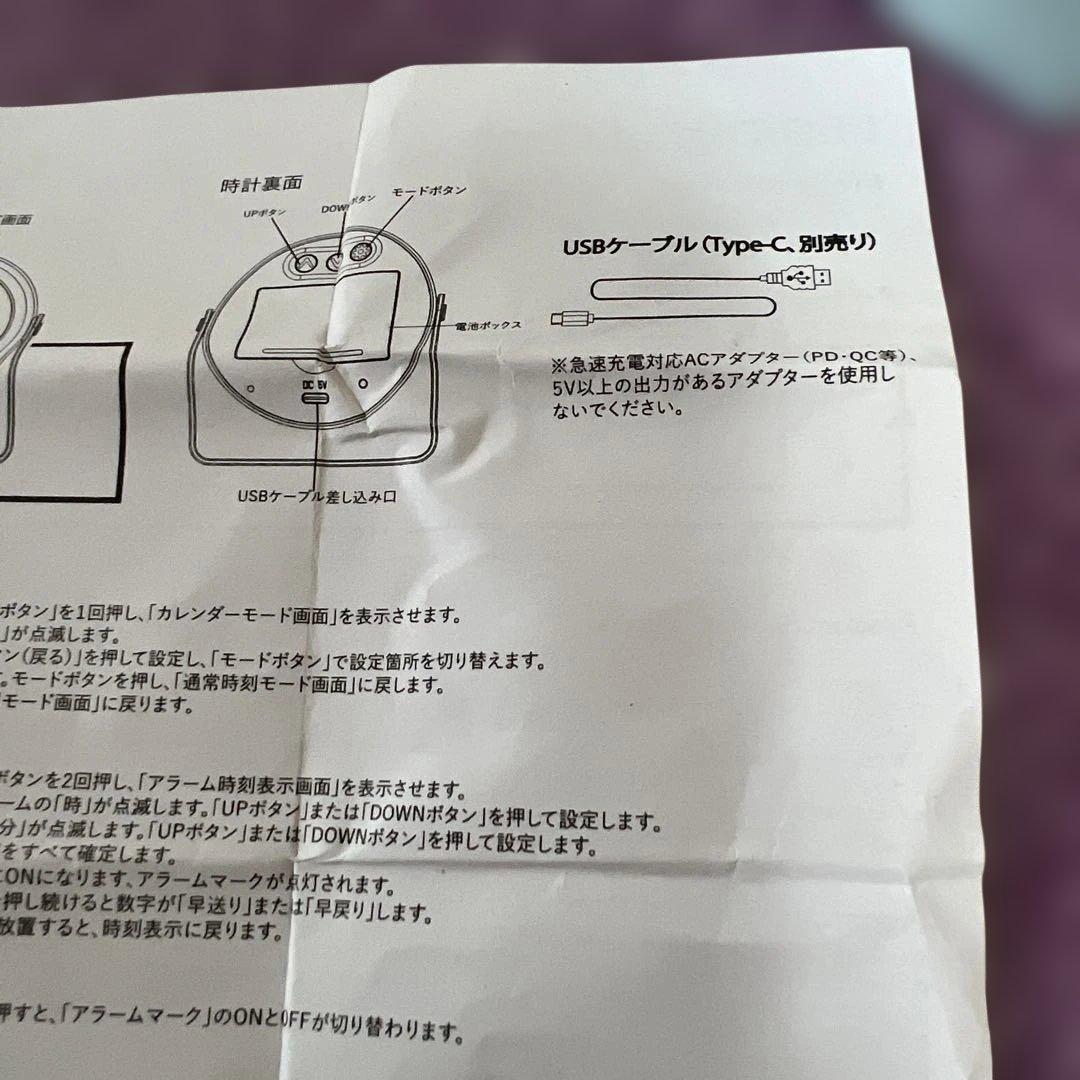 時計裏面
画面
UPボタン
DOWNボタン
モードボタン
電池ボックス
DC 5V
USBケーブル差し込み口
USBケーブル(Type-C、別売り)
※急速充電対応ACアダプター(PD・QC等)、
5V以上の出力があるアダプターを使用し
ないでください。
ボタン」を1回押し、「カレンダーモード画面」を表示させます。
」が点滅します。
ン(戻る)」を押して設定し、「モードボタン」で設定箇所を切り替えます。
。モードボタンを押し、「通常時刻モード画面」に戻します。
モード画面」に戻ります。
ボタンを2回押し、「アラーム時刻表示画面」を表示させます。
ームの「時」が点滅します。「UPボタン」または「DOWNボタン」を押して設定します。
分」が点滅します。「UPボタン」または「DOWNボタン」を押して設定します。
をすべて確定します。
にONになります、アラームマークが点灯されます。
押し続けると数字が「早送り」または「早戻り」します。
放置すると、時刻表示に戻ります。
押すと、「アラームマーク」のONとOFFが切り替わります。